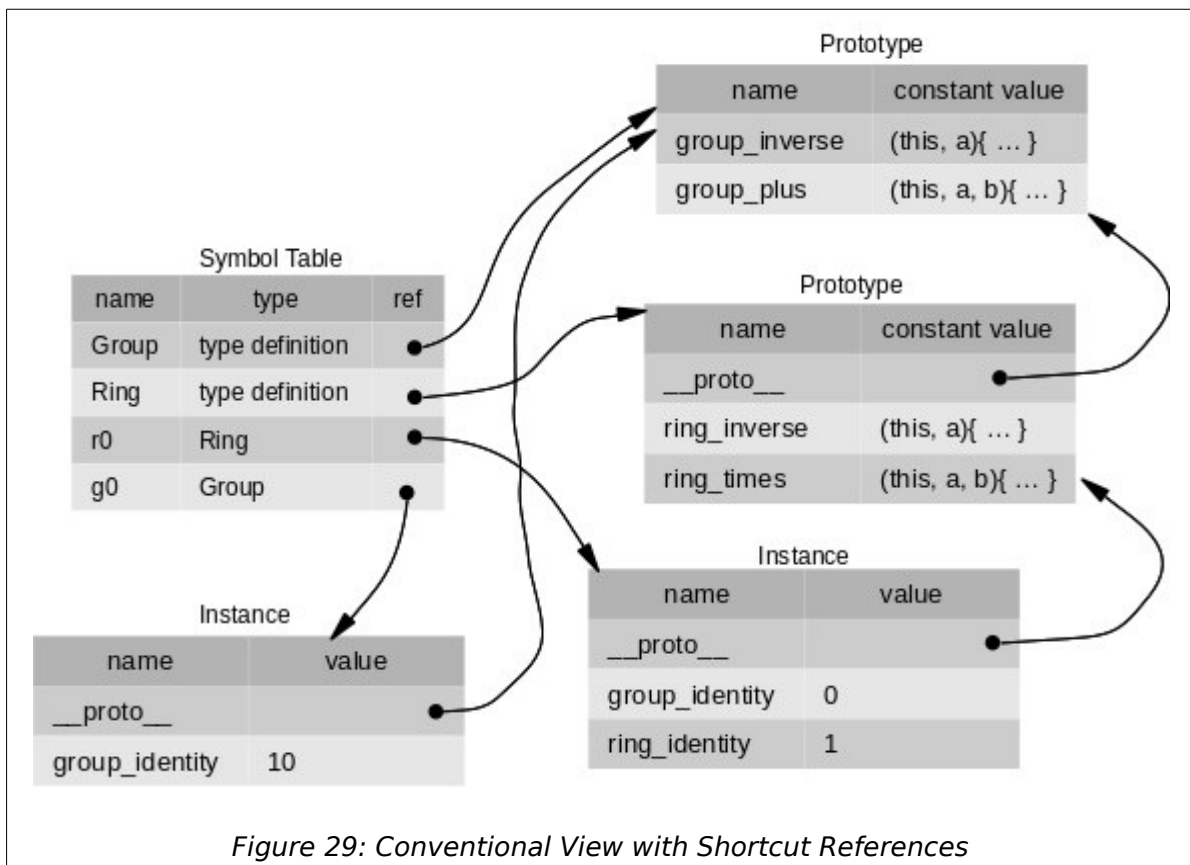 Prototype
name constant value
group_inverse (this, a){ ... }
group_plus (this, a, b){ ... }
Symbol Table
name type ref
Group type definition
Ring type definition
r0 Ring
g0 Group
Prototype
name constant value
__proto__
ring_inverse (this, a){ ... }
ring_times (this, a, b){ ... }
Instance
name value
__proto__
group_identity 10
Instance
name value
__proto__
group_identity 0
ring_identity 1
Figure 29: Conventional View with Shortcut References